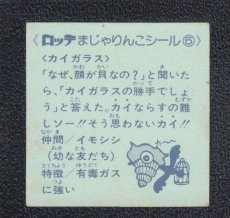 ロッテ まじゃりんこシール⑤
〈カイガラス〉
「なぜ、顔が貝なの?」と聞いた
ら、「カイガラスの勝手でしょ
う」と答えた。カイならすの難
しソー!!そう思わないカイ。
仲間/イモシシ
(幼な友だち)
特徴/有毒ガス
に強い